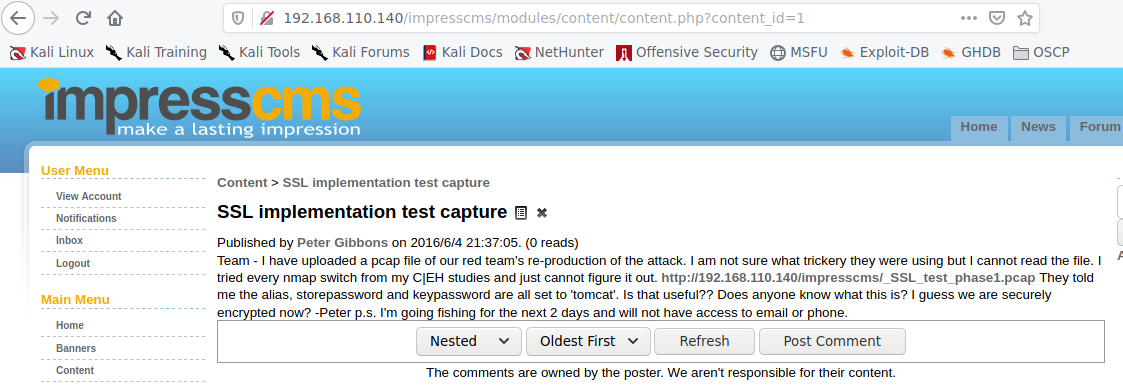 192.168.110.140/impresscms/modules/content/content.php?content_id=1
Kali Linux Kali Training Kali Tools Kali Forums Kali Docs NetHunter Offensive Security MSFU Exploit-DB GHDB OSCP
impresscms
make a lasting impression
Home News Forum
User Menu
View Account
Notifications
Inbox
Logout
Main Menu
Home
Banners
Content
Content > SSL implementation test capture
SSL implementation test capture
Published by Peter Gibbons on 2016/6/4 21:37:05. (0 reads)
Team - I have uploaded a pcap file of our red team's re-production of the attack. I am not sure what trickery they were using but I cannot read the file. I
tried every nmap switch from my C|EH studies and just cannot figure it out. http://192.168.110.140/impresscms/_SSL_test_phase1.pcap They told
me the alias, storepassword and keypassword are all set to 'tomcat'. Is that useful?? Does anyone know what this is? I guess we are securely
encrypted now? -Peter p.s. I'm going fishing for the next 2 days and will not have access to email or phone.
Nested Oldest First Refresh Post Comment
The comments are owned by the poster. We aren't responsible for their content.